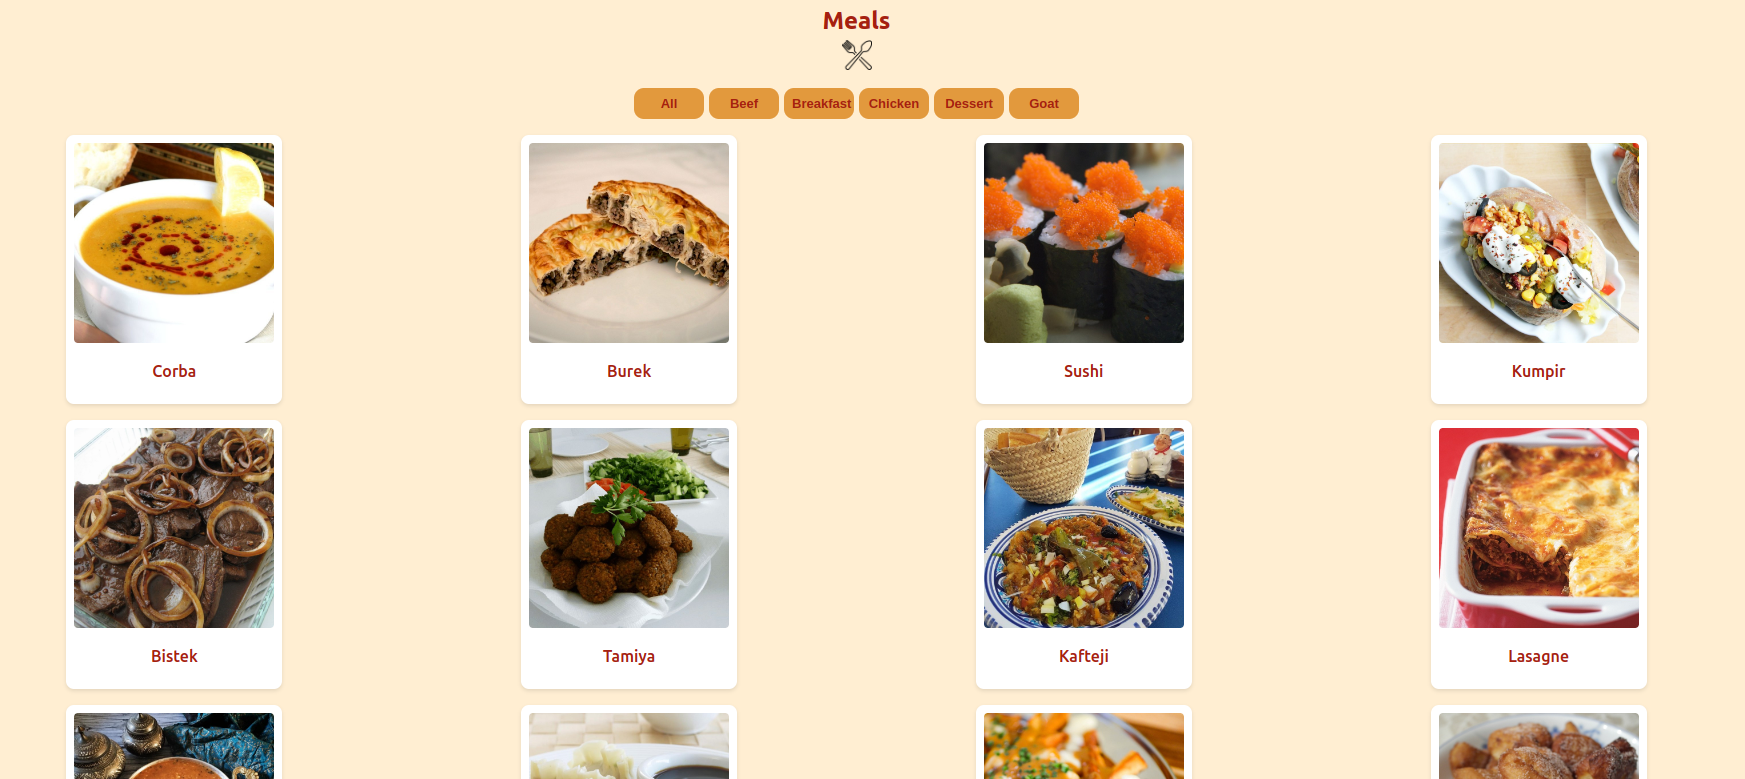 Meals
All Beef Breakfast Chicken Dessert Goat
Corba Burek Sushi Kumpir
Bistek Tamiya Kafteji Lasagne